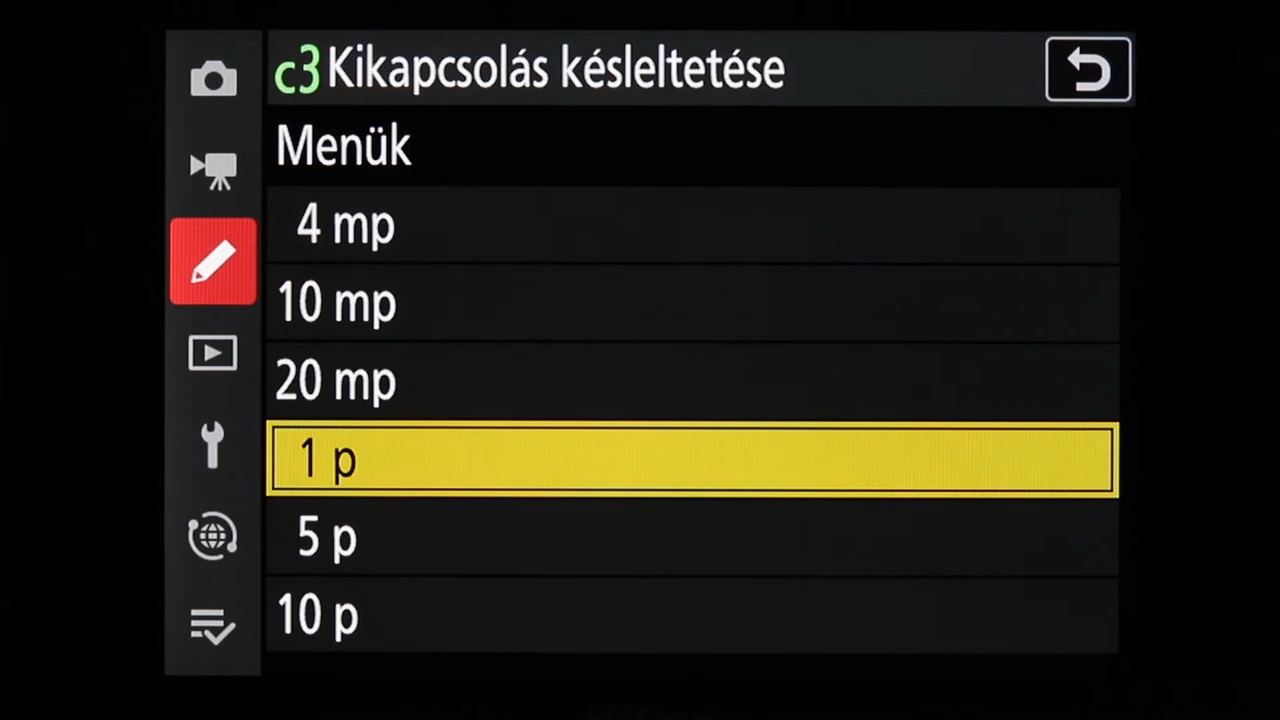 c3 Kikapcsolás késleltetése
Menük
4 mp
10 mp
20 mp
1 p
5 p
10 p